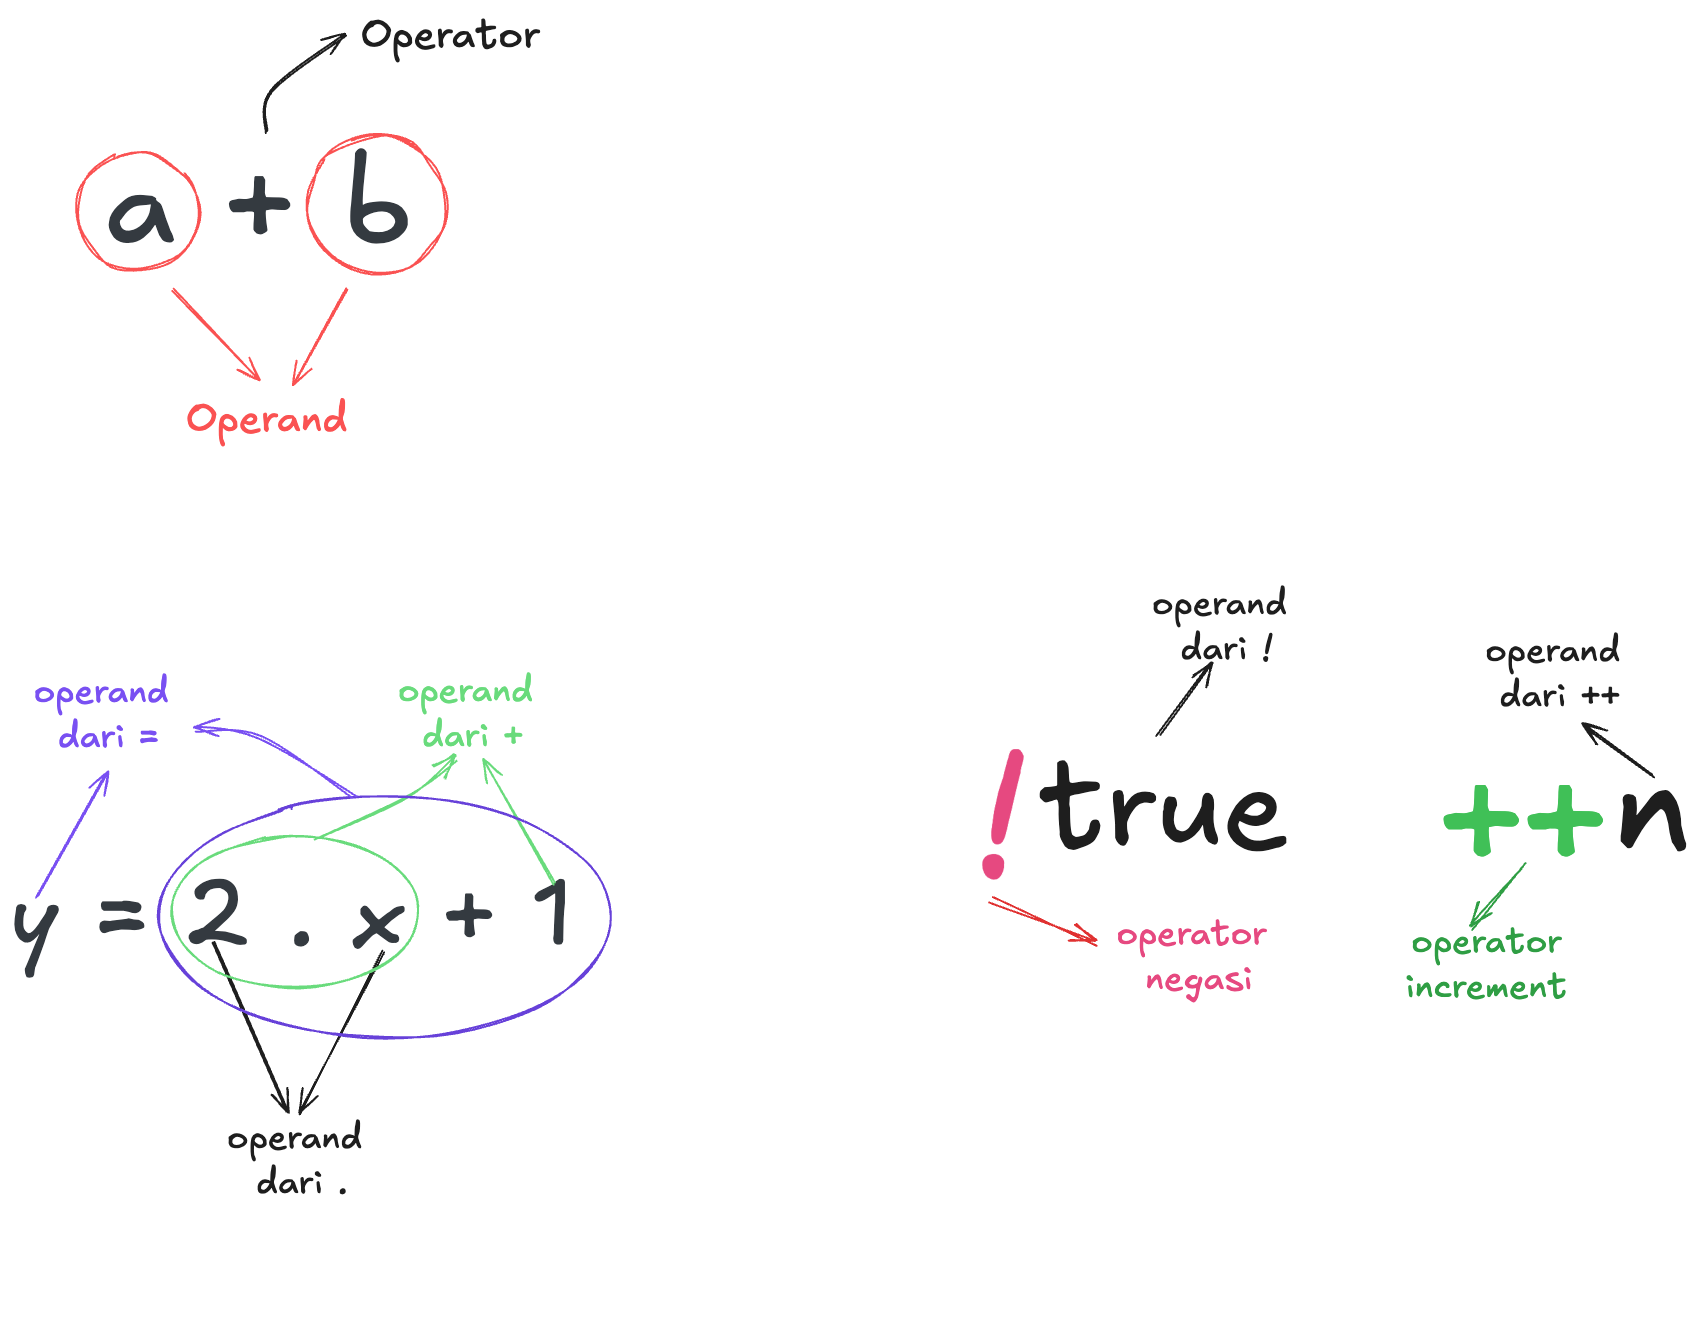 Operator
a + b
Operand
operand
dari =
operand
dari +
y = 2 . x + 1
operand
dari .
operand
dari !
!true
operator
negasi
operand
dari ++
++n
operator
increment